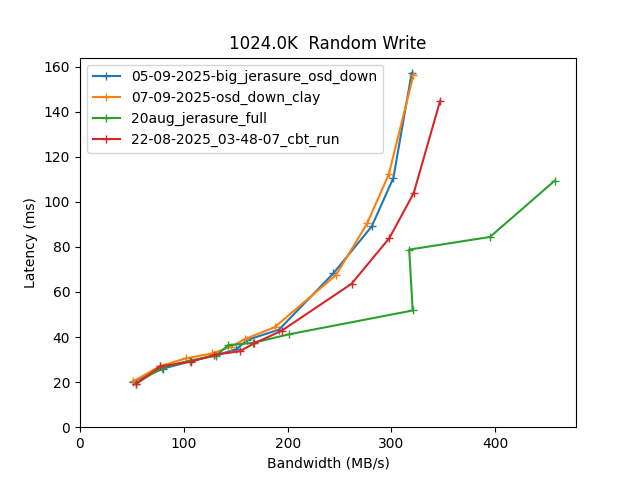 1024.0K  Random Write
160
140
120
100
80
60
40
20
0
Latency (ms)
05-09-2025-big_jerasure_osd_down
07-09-2025-osd_down_clay
20aug_jerasure_full
22-08-2025_03-48-07_cbt_run
0 100 200 300 400
Bandwidth (MB/s)